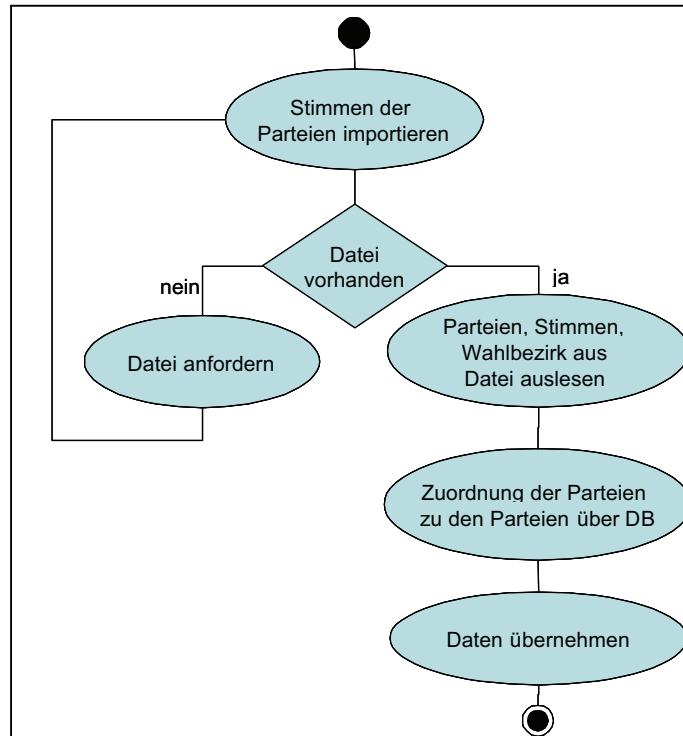 Stimmen der
Parteien importieren
Datei
vorhanden
nein
ja
Datei anfordern
Parteien, Stimmen,
Wahlbezirk aus
Datei auslesen
Zuordnung der Parteien
zu den Parteien über DB
Daten übernehmen